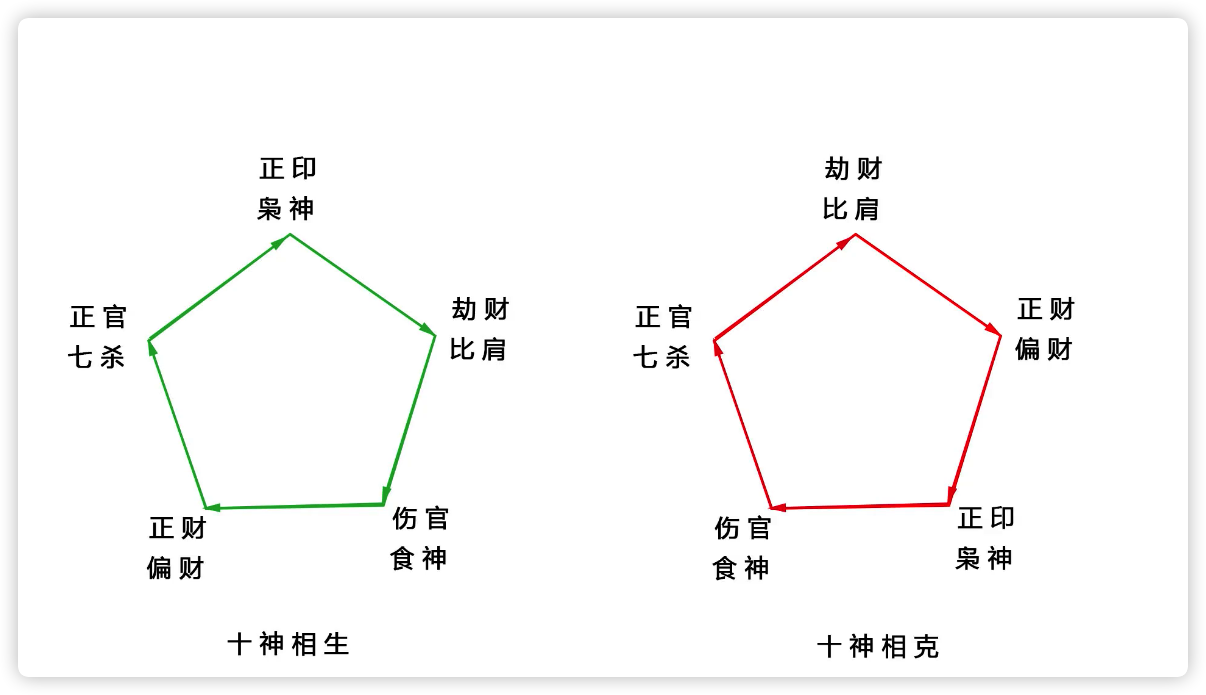 正印
枭神
劫财
比肩
伤官
食神
正财
偏财
正官
七杀
十神相生
劫财
比肩
正财
偏财
正印
枭神
伤官
食神
正官
七杀
十神相克